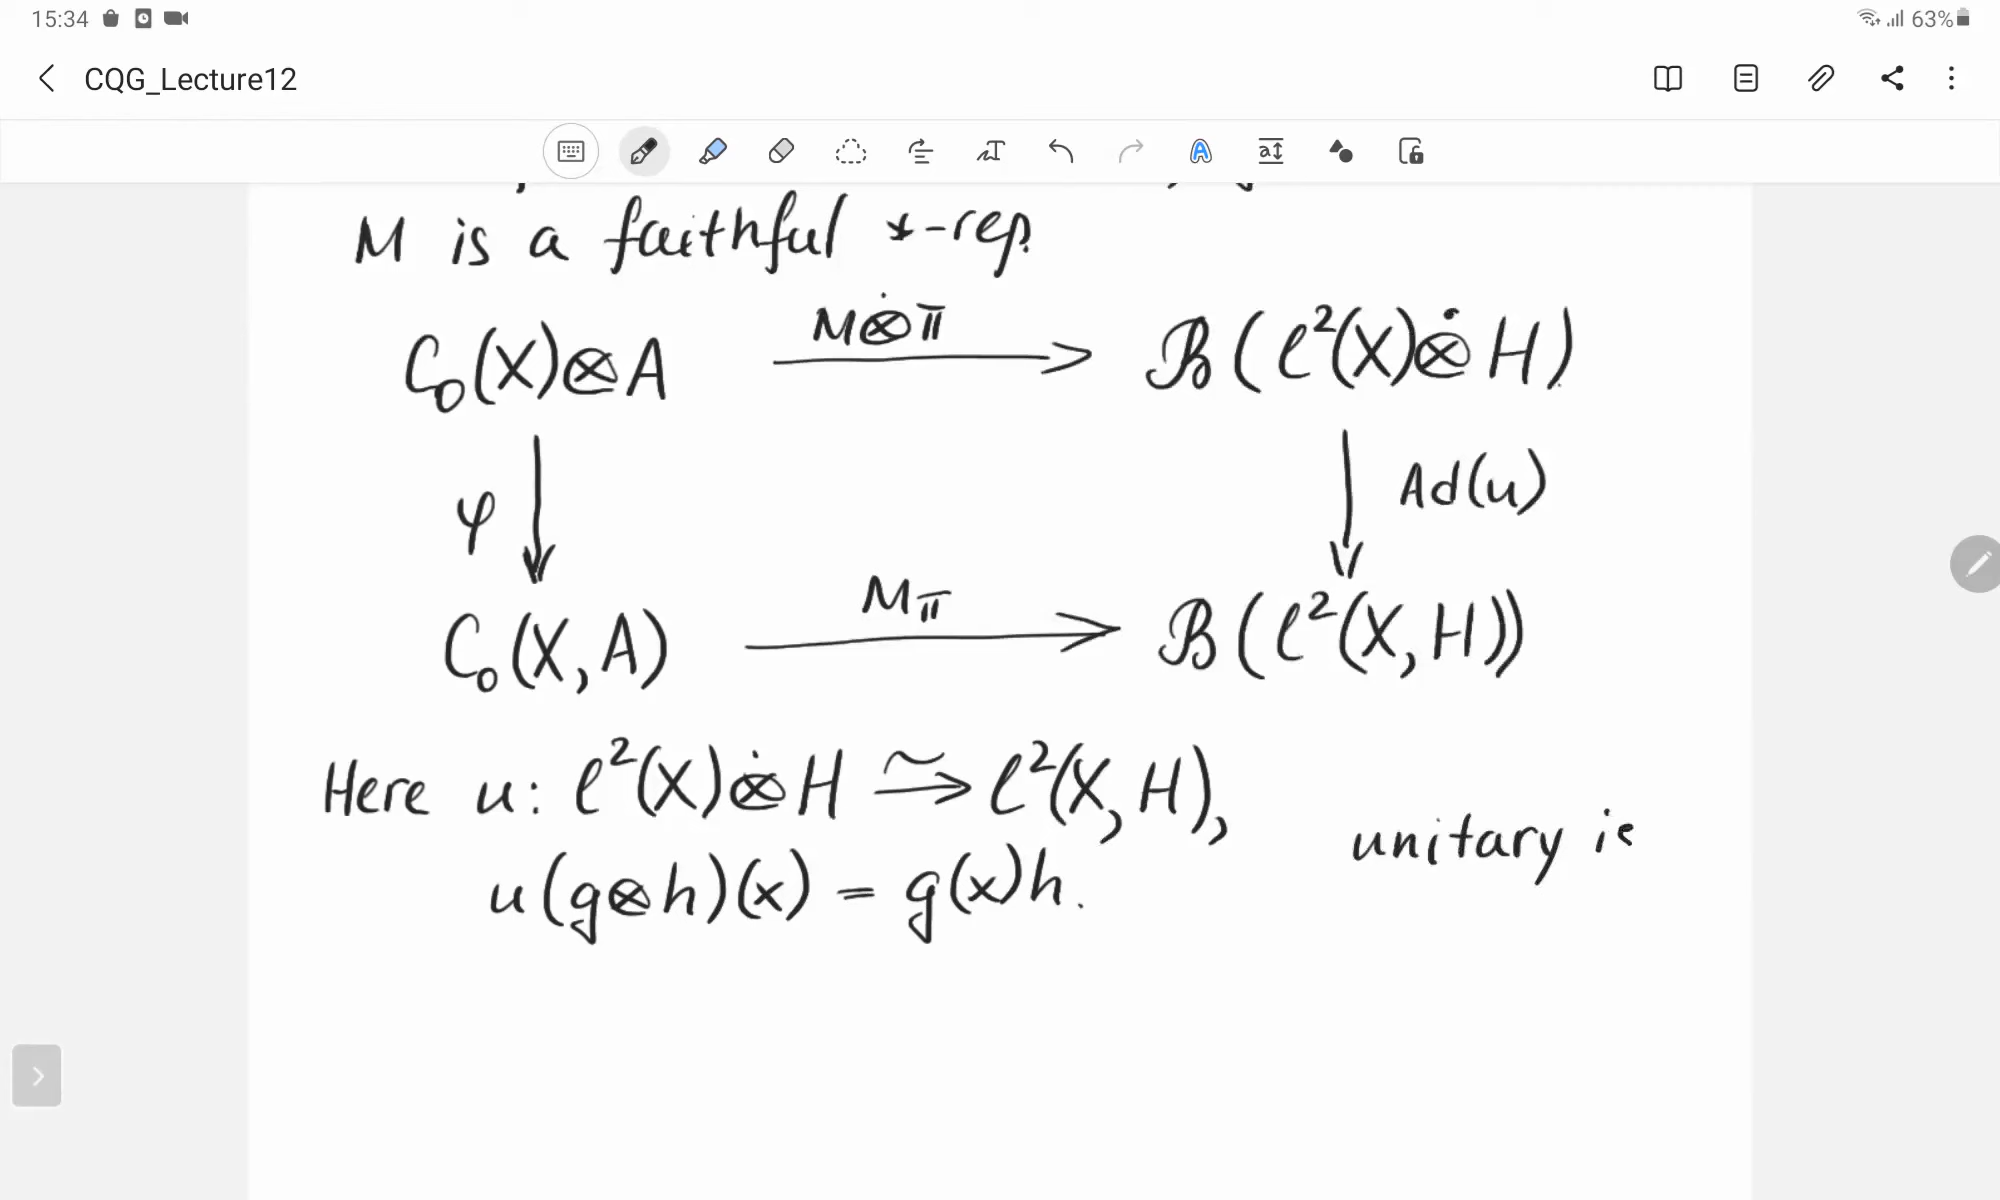 15:34 63%
CQG_Lecture12
M is a faithful *-rep.
M⊗̇π
C₀(X)⊗A ⟶ B(ℓ²(X)⊗̇H)
φ Ad(u)
Mπ
C₀(X,A) ⟶ B(ℓ²(X,H))
Here u: ℓ²(X)⊗̇H ⥲ ℓ²(X,H),
unitary is
u(g⊗h)(x) = g(x)h.